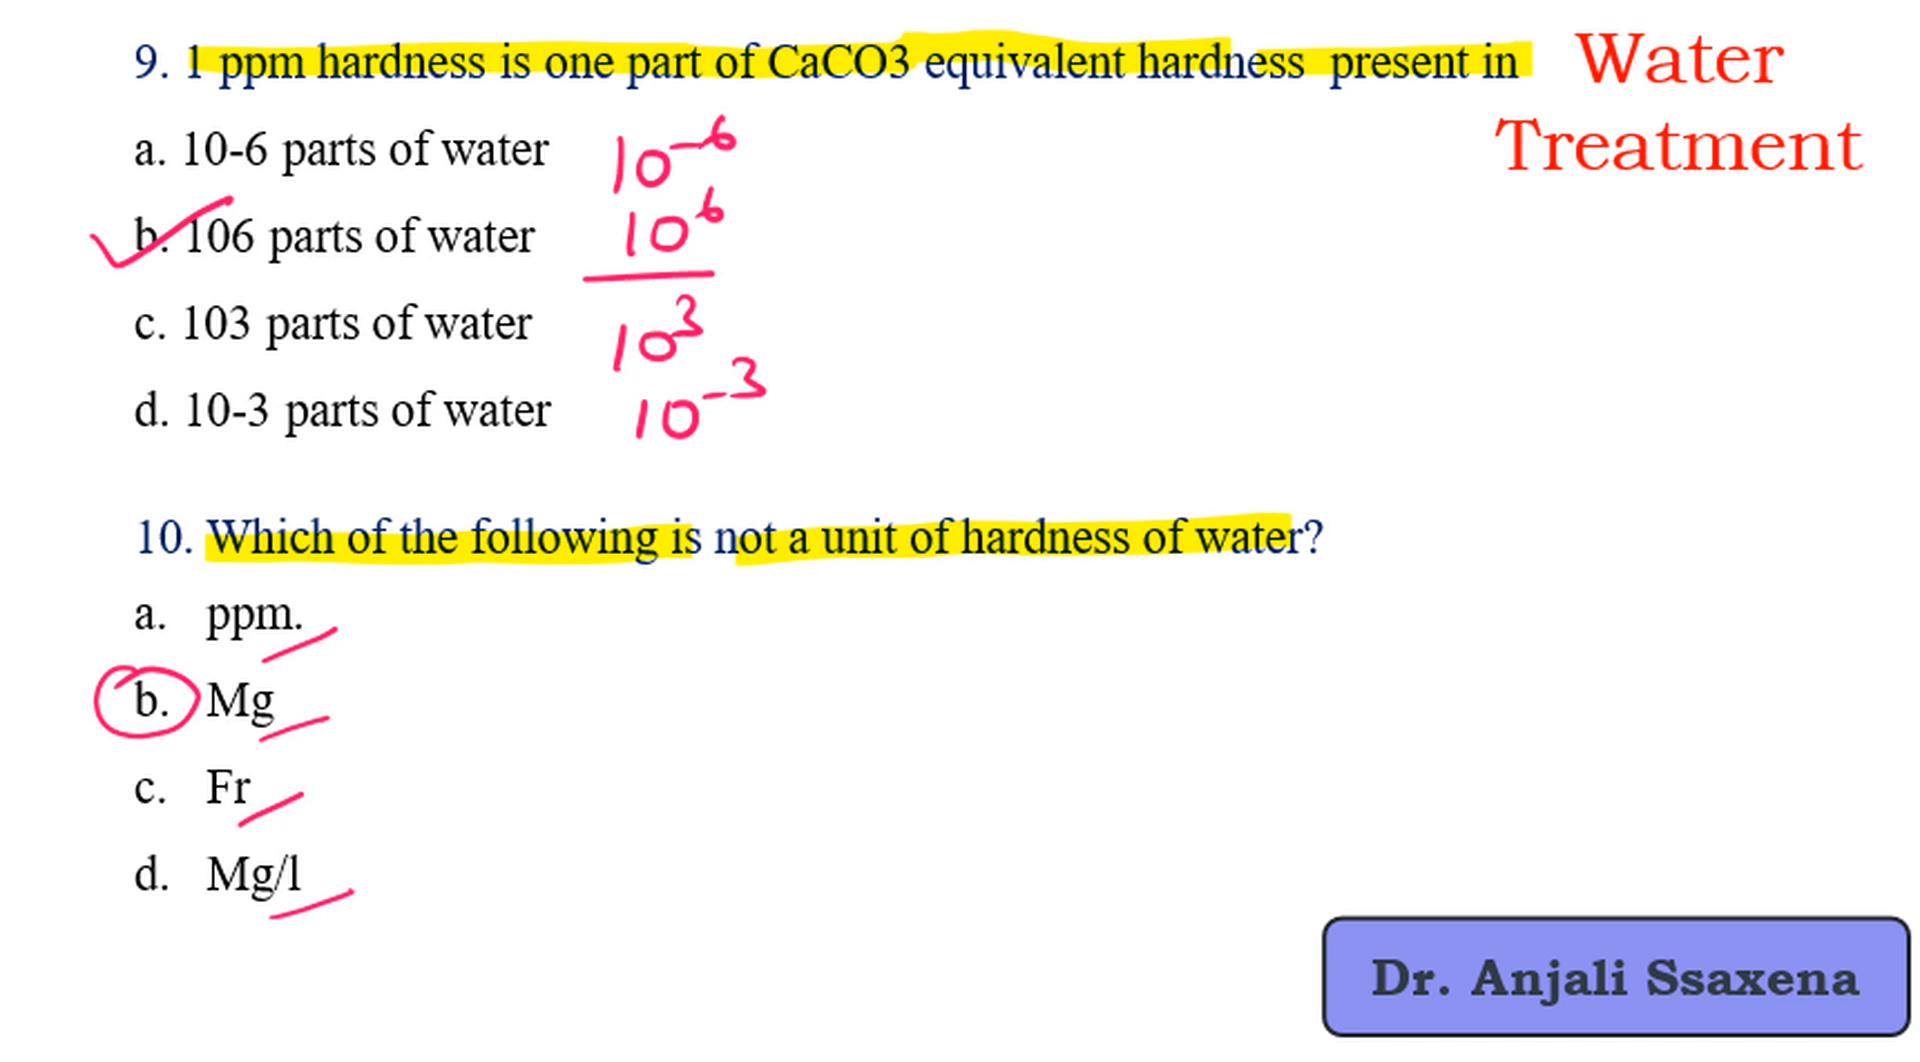 9. 1 ppm hardness is one part of CaCO3 equivalent hardness present in
Water
Treatment
a. 10-6 parts of water 10⁻⁶
b. 106 parts of water 10⁶
c. 103 parts of water 10³
d. 10-3 parts of water 10⁻³
10. Which of the following is not a unit of hardness of water?
a. ppm.
b. Mg
c. Fr
d. Mg/l
Dr. Anjali Ssaxena